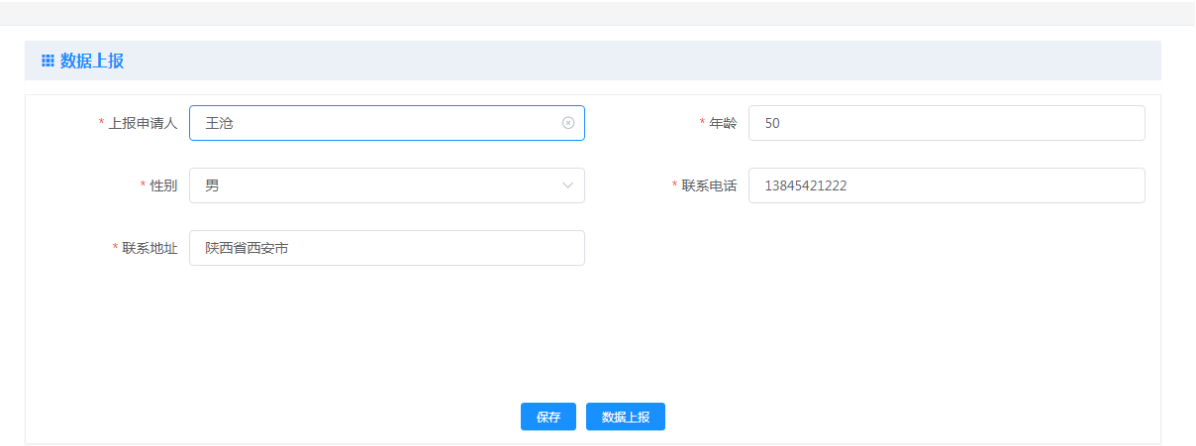 数据上报
* 上报申请人 王沧 * 年龄 50
* 性别 男 * 联系电话 13845421222
* 联系地址 陕西省西安市
保存 数据上报